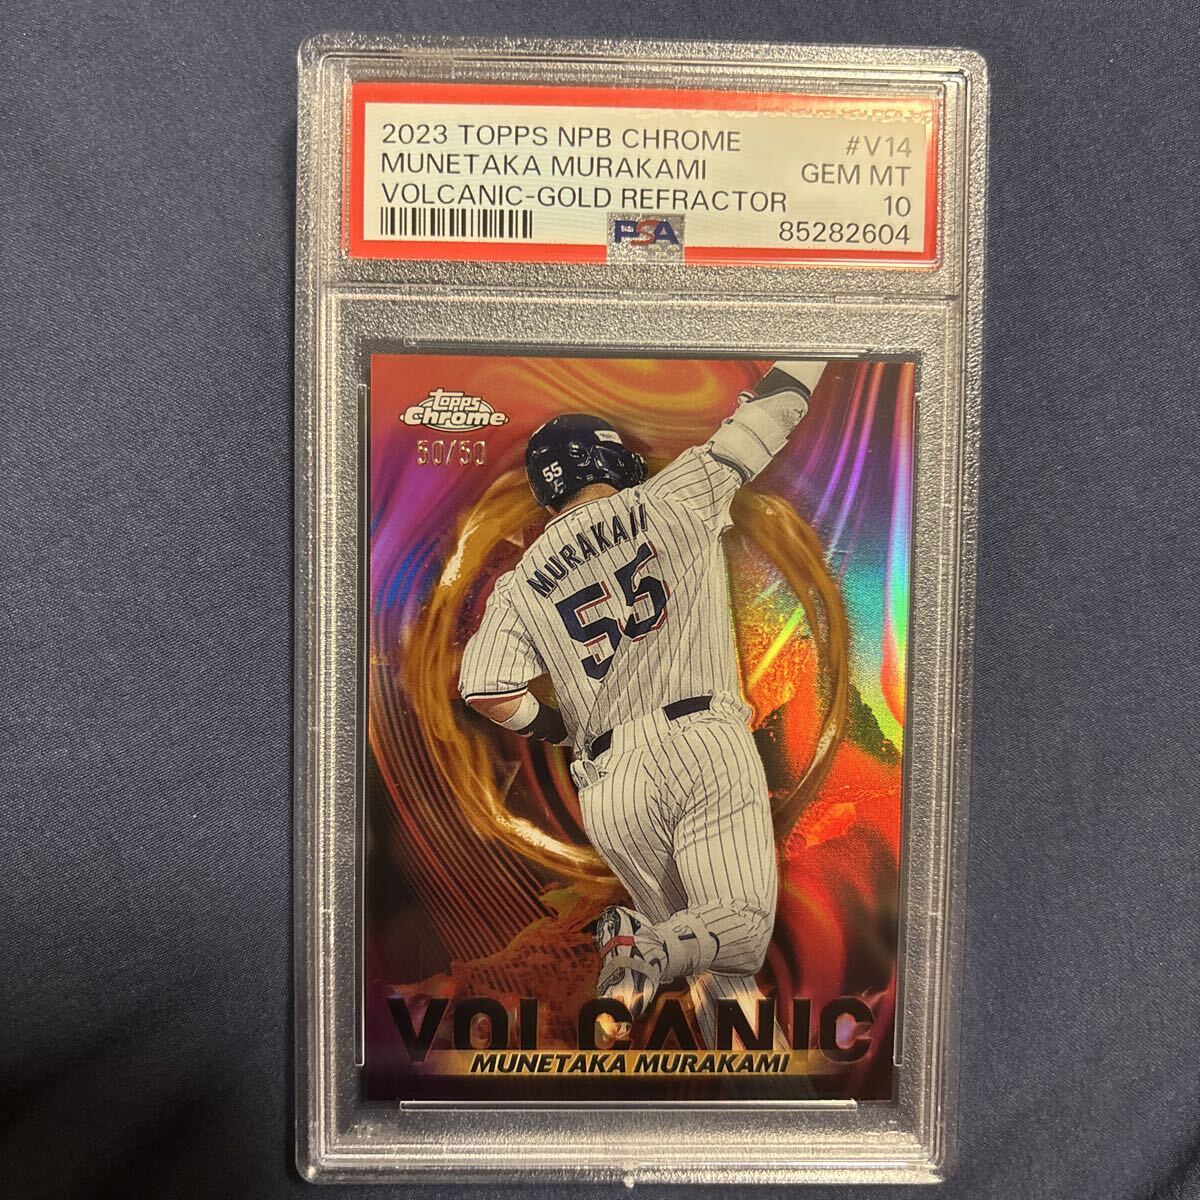 2023 TOPPS NPB CHROME #V14
MUNETAKA MURAKAMI GEM MT
VOLCANIC-GOLD REFRACTOR 10
PSA 85282604
topps
Chrome
50/50
55
MURAKAMI
55
VOLCANIC
MUNETAKA MURAKAMI